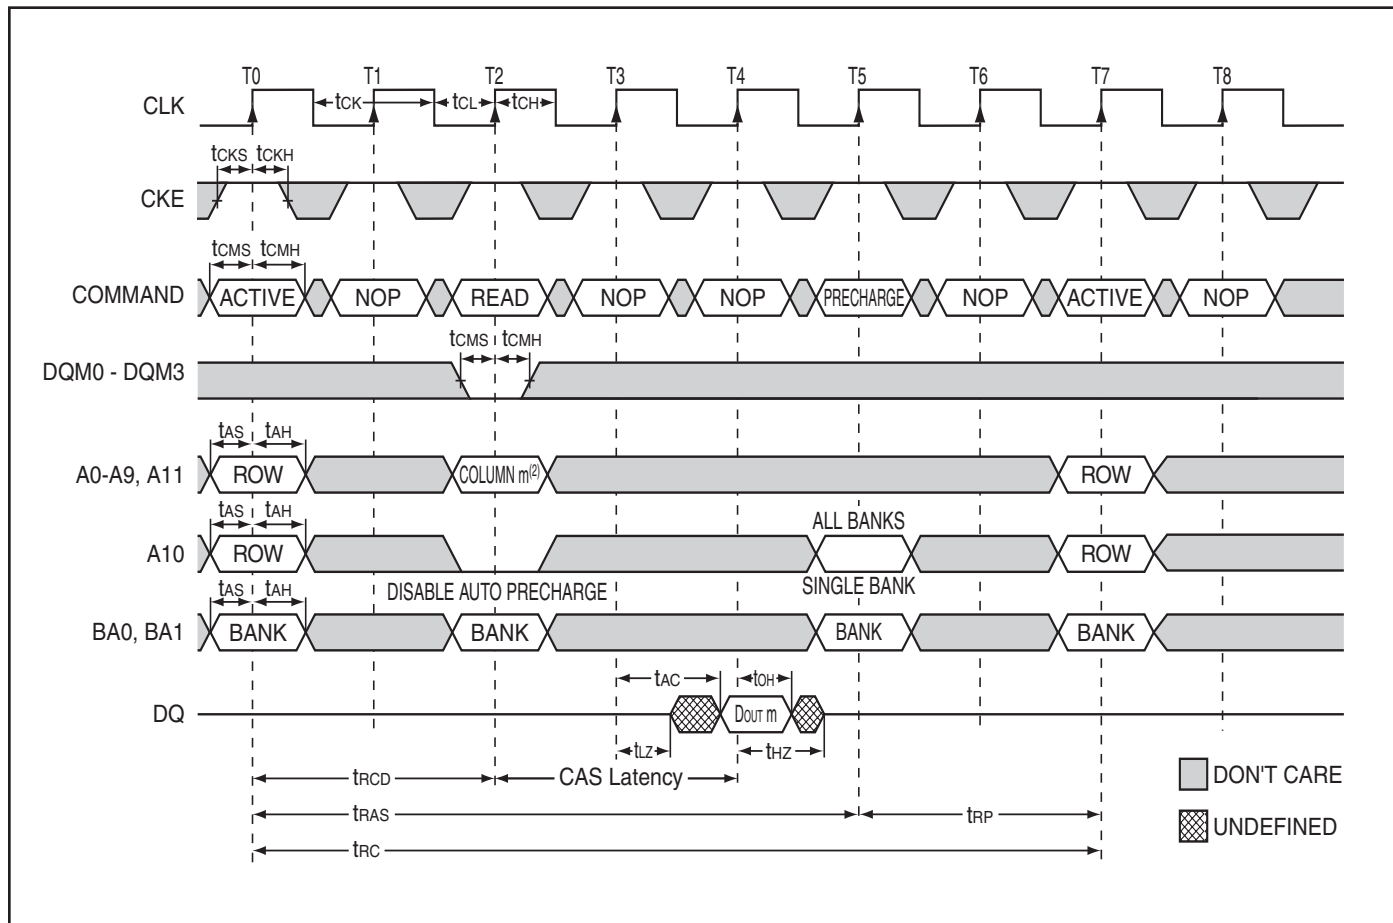 T0 T1 T2 T3 T4 T5 T6 T7 T8
CLK tCK tCL tCH
tCKS tCKH
CKE
tCMS tCMH
COMMAND ACTIVE NOP READ NOP NOP PRECHARGE NOP ACTIVE NOP
tCMS tCMH
DQM0 - DQM3
tAS tAH
A0-A9, A11 ROW COLUMN m(2) ROW
tAS tAH ALL BANKS
A10 ROW ROW
DISABLE AUTO PRECHARGE SINGLE BANK
tAS tAH
BA0, BA1 BANK BANK BANK BANK
tAC tOH
DQ DOUT m
tLZ tHZ
tRCD CAS Latency
DON'T CARE
tRAS tRP
UNDEFINED
tRC